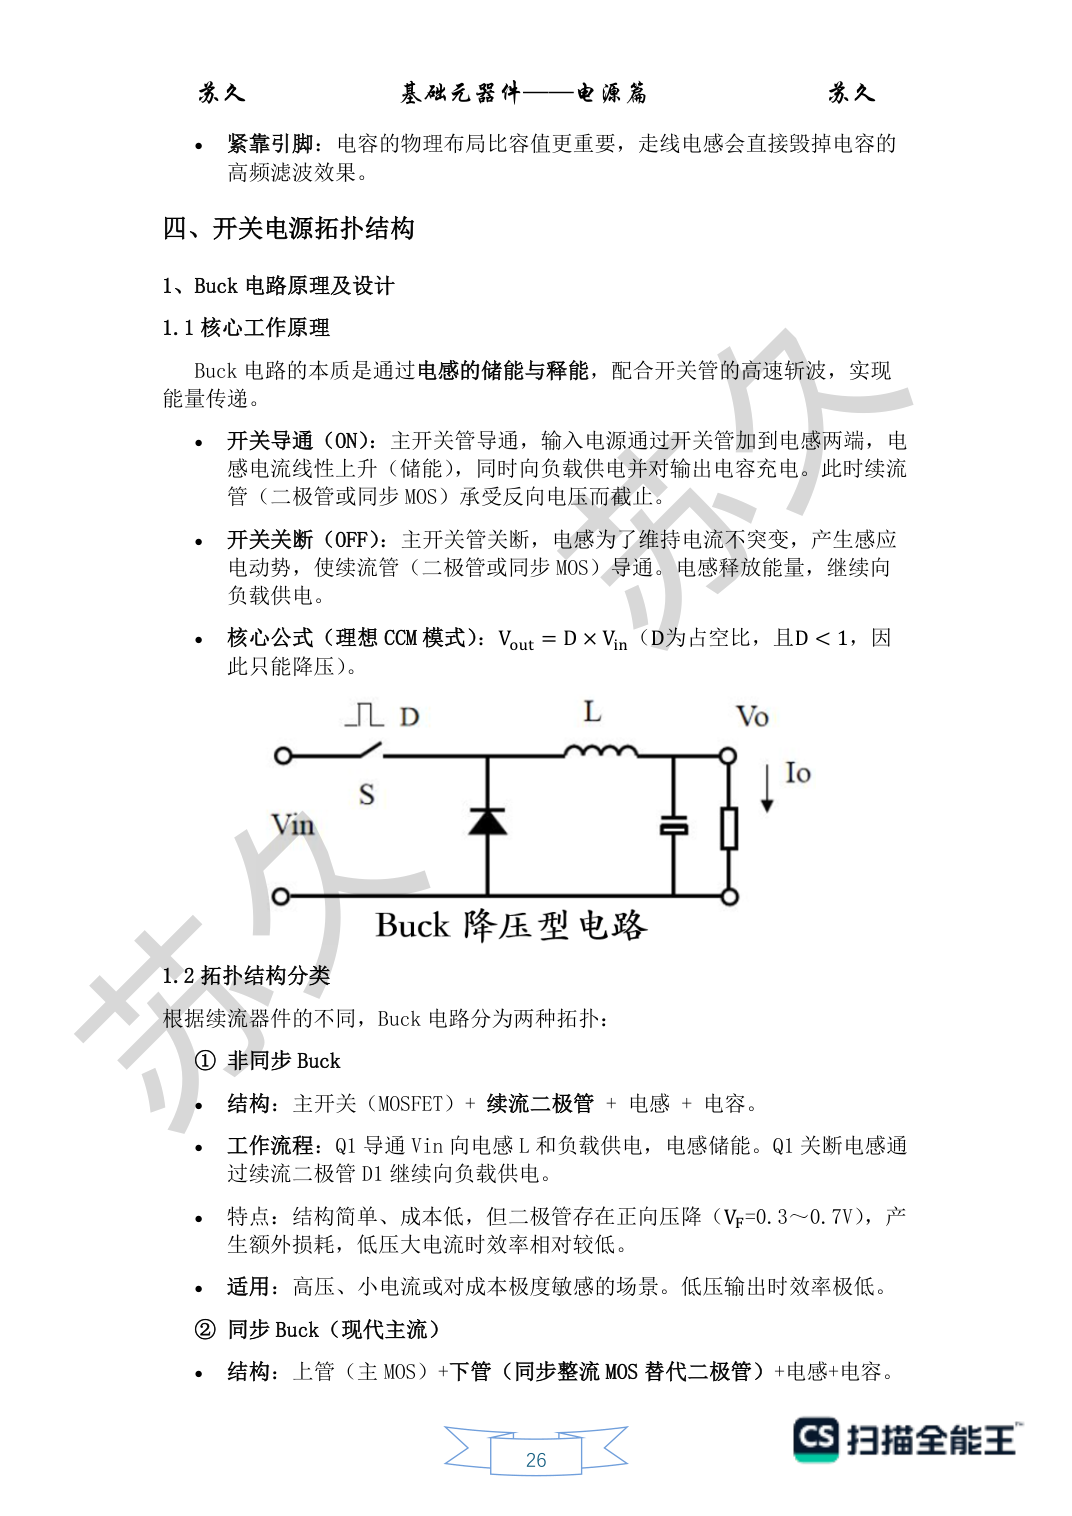 苏久 基础元器件——电源篇 苏久
• 紧靠引脚：电容的物理布局比容值更重要，走线电感会直接毁掉电容的
高频滤波效果。
四、开关电源拓扑结构
1、Buck 电路原理及设计
1.1 核心工作原理
Buck 电路的本质是通过电感的储能与释能，配合开关管的高速斩波，实现
能量传递。
• 开关导通（ON）：主开关管导通，输入电源通过开关管加到电感两端，电
感电流线性上升（储能），同时向负载供电并对输出电容充电。此时续流
管（二极管或同步 MOS）承受反向电压而截止。
• 开关关断（OFF）：主开关管关断，电感为了维持电流不突变，产生感应
电动势，使续流管（二极管或同步 MOS）导通。电感释放能量，继续向
负载供电。
• 核心公式（理想 CCM 模式）：Vout = D × Vin（D为占空比，且D < 1，因
此只能降压）。
D L Vo
S Io
Vin
Buck 降压型电路
1.2 拓扑结构分类
根据续流器件的不同，Buck 电路分为两种拓扑：
① 非同步 Buck
• 结构：主开关（MOSFET）+ 续流二极管 + 电感 + 电容。
• 工作流程：Q1 导通 Vin 向电感 L 和负载供电，电感储能。Q1 关断电感通
过续流二极管 D1 继续向负载供电。
• 特点：结构简单、成本低，但二极管存在正向压降（VF=0.3～0.7V），产
生额外损耗，低压大电流时效率相对较低。
• 适用：高压、小电流或对成本极度敏感的场景。低压输出时效率极低。
② 同步 Buck（现代主流）
• 结构：上管（主 MOS）+下管（同步整流 MOS 替代二极管）+电感+电容。
26
CS 扫描全能王™
苏久
苏久